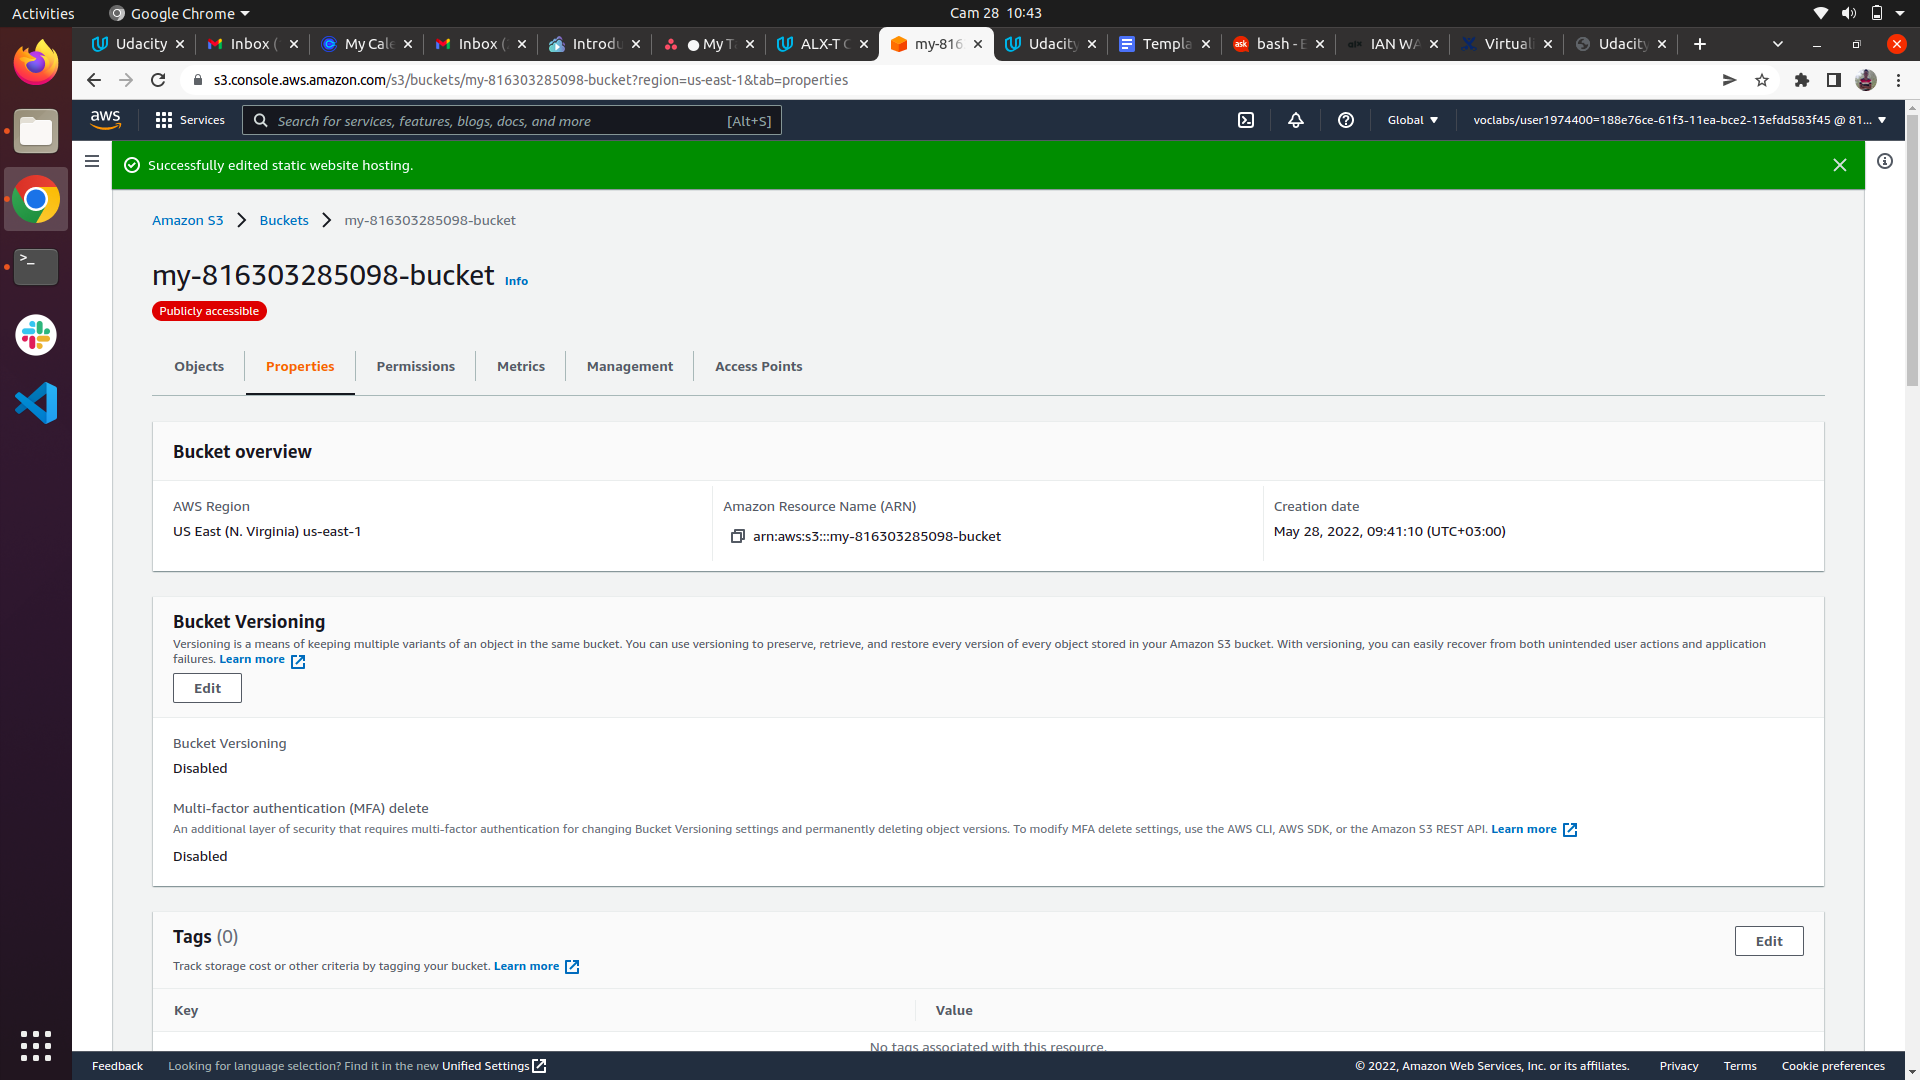 Activities
Google Chrome
Cam 28 10:43
Udacity
Inbox (
My Cale
Inbox (
Introdu
My T
ALX-T C
my-816
Udacity
Templa
ask
bash - E
IAN WA
Virtual
Udacity
s3.console.aws.amazon.com/s3/buckets/my-816303285098-bucket?region=us-east-1&tab=properties
aws
Services
Search for services, features, blogs, docs, and more
[Alt+S]
Global
voclabs/user1974400=188e76ce-61f3-11ea-bce2-13efdd583f45 @ 81...
Successfully edited static website hosting.
Amazon S3
Buckets
my-816303285098-bucket
my-816303285098-bucket
Info
Publicly accessible
Objects
Properties
Permissions
Metrics
Management
Access Points
Bucket overview
AWS Region
US East (N. Virginia) us-east-1
Amazon Resource Name (ARN)
arn:aws:s3:::my-816303285098-bucket
Creation date
May 28, 2022, 09:41:10 (UTC+03:00)
Bucket Versioning
Versioning is a means of keeping multiple variants of an object in the same bucket. You can use versioning to preserve, retrieve, and restore every version of every object stored in your Amazon S3 bucket. With versioning, you can easily recover from both unintended user actions and application
failures. Learn more
Edit
Bucket Versioning
Disabled
Multi-factor authentication (MFA) delete
An additional layer of security that requires multi-factor authentication for changing Bucket Versioning settings and permanently deleting object versions. To modify MFA delete settings, use the AWS CLI, AWS SDK, or the Amazon S3 REST API. Learn more
Disabled
Tags (0)
Edit
Track storage cost or other criteria by tagging your bucket. Learn more
Key
Value
No tags associated with this resource.
Feedback
Looking for language selection? Find it in the new Unified Settings
© 2022, Amazon Web Services, Inc. or its affiliates.
Privacy
Terms
Cookie preferences